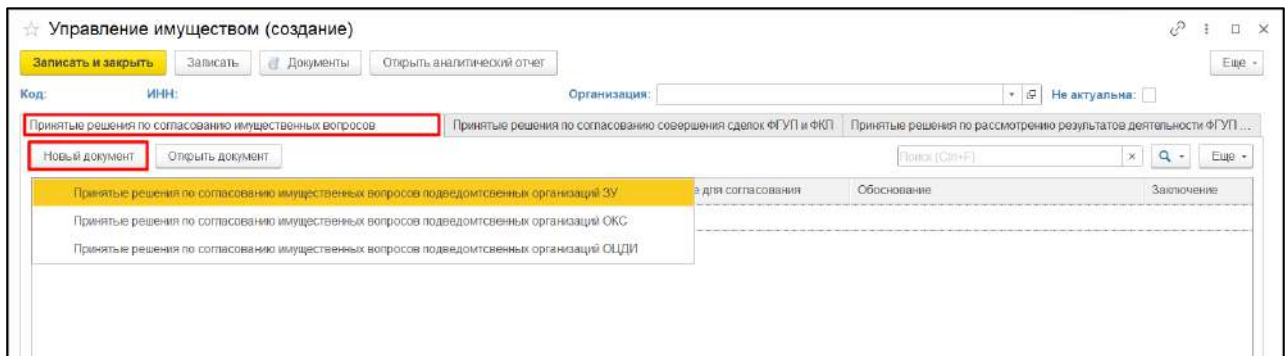 Управление имуществом (создание)
Записать и закрыть Записать Документы Открыть аналитический отчет Еще
Код: ИНН: Организация: Не актуальна:
Принятые решения по согласованию имущественных вопросов Принятые решения по согласованию совершения сделок ФГУП и ФКП Принятые решения по рассмотрению результатов деятельности ФГУП ...
Новый документ Открыть документ Поиск (Ctrl+F) × Еще
Принятые решения по согласованию имущественных вопросов подведомтсвенных организаций ЗУ е для согласования Обоснование Заключение
Принятые решения по согласованию имущественных вопросов подведомтсвенных организаций ОКС
Принятые решения по согласованию имущественных вопросов подведомтсвенных организаций ОЦДИ